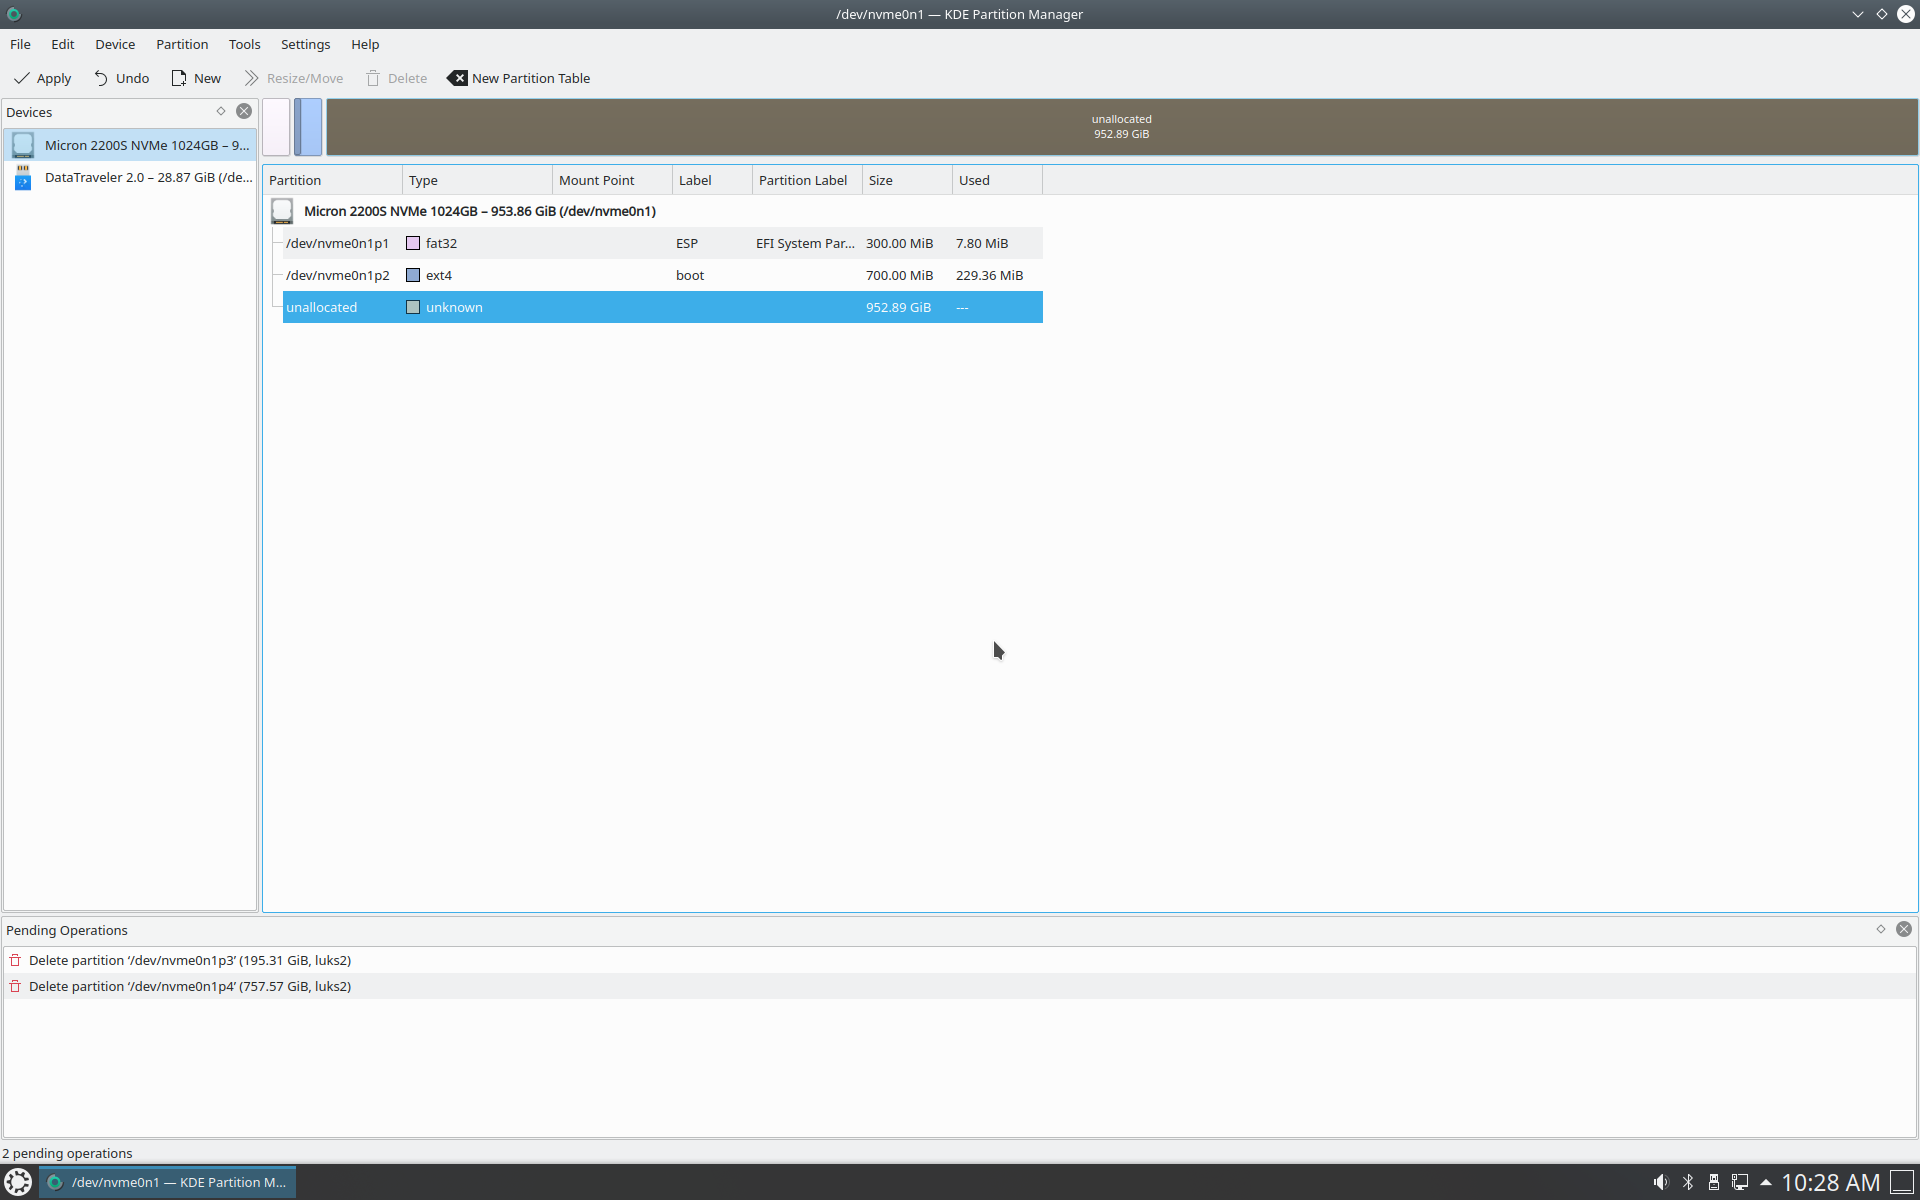 /dev/nvme0n1 — KDE Partition Manager
File Edit Device Partition Tools Settings Help
Apply Undo New Resize/Move Delete New Partition Table
Devices
Micron 2200S NVMe 1024GB – 9...
DataTraveler 2.0 – 28.87 GiB (/de...
unallocated
952.89 GiB
Partition Type Mount Point Label Partition Label Size Used
Micron 2200S NVMe 1024GB – 953.86 GiB (/dev/nvme0n1)
/dev/nvme0n1p1 fat32 ESP EFI System Par... 300.00 MiB 7.80 MiB
/dev/nvme0n1p2 ext4 boot 700.00 MiB 229.36 MiB
unallocated unknown 952.89 GiB ---
Pending Operations
Delete partition ‘/dev/nvme0n1p3’ (195.31 GiB, luks2)
Delete partition ‘/dev/nvme0n1p4’ (757.57 GiB, luks2)
2 pending operations
/dev/nvme0n1 — KDE Partition M...
10:28 AM